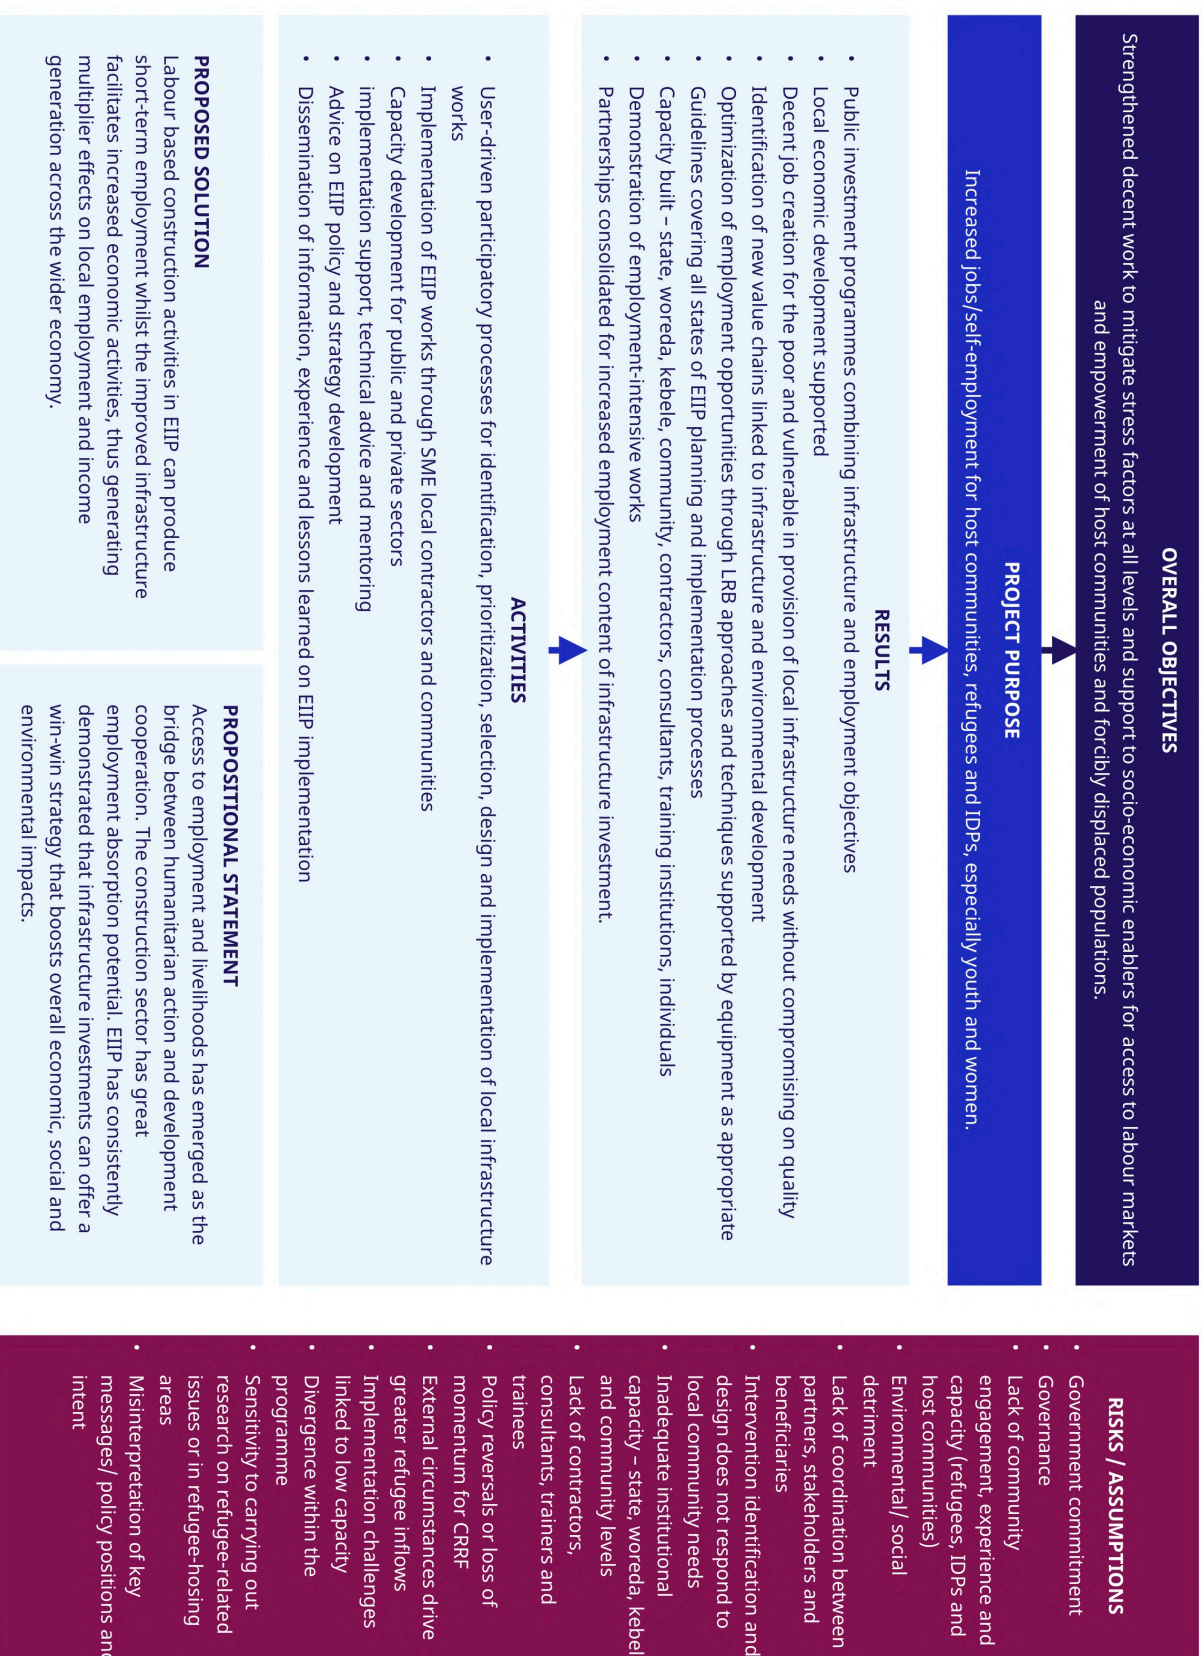 OVERALL OBJECTIVES
Strengthened decent work to mitigate stress factors at all levels and support to socio-economic enablers for access to labour markets
and empowerment of host communities and forcibly displaced populations.
PROJECT PURPOSE
Increased jobs/self-employment for host communities, refugees and IDPs, especially youth and women.
RESULTS
• Public investment programmes combining infrastructure and employment objectives
• Local economic development supported
• Decent job creation for the poor and vulnerable in provision of local infrastructure needs without compromising on quality
• Identification of new value chains linked to infrastructure and environmental development
• Optimization of employment opportunities through LRB approaches and techniques supported by equipment as appropriate
• Guidelines covering all states of EIIP planning and implementation processes
• Capacity built – state, woreda, kebele, community, contractors, consultants, training institutions, individuals
• Demonstration of employment-intensive works
• Partnerships consolidated for increased employment content of infrastructure investment.
ACTIVITIES
• User-driven participatory processes for identification, prioritization, selection, design and implementation of local infrastructure
works
• Implementation of EIIP works through SME local contractors and communities
• Capacity development for public and private sectors
• implementation support, technical advice and mentoring
• Advice on EIIP policy and strategy development
• Dissemination of information, experience and lessons learned on EIIP implementation
PROPOSED SOLUTION
Labour based construction activities in EIIP can produce
short-term employment whilst the improved infrastructure
facilitates increased economic activities, thus generating
multiplier effects on local employment and income
generation across the wider economy.
PROPOSITIONAL STATEMENT
Access to employment and livelihoods has emerged as the
bridge between humanitarian action and development
cooperation. The construction sector has great
employment absorption potential. EIIP has consistently
demonstrated that infrastructure investments can offer a
win-win strategy that boosts overall economic, social and
environmental impacts.
RISKS / ASSUMPTIONS
• Government commitment
• Governance
• Lack of community
engagement, experience and
capacity (refugees, IDPs and
host communities)
• Environmental/ social
detriment
• Lack of coordination between
partners, stakeholders and
beneficiaries
• Intervention identification and
design does not respond to
local community needs
• Inadequate institutional
capacity – state, woreda, kebel
and community levels
• Lack of contractors,
consultants, trainers and
trainees
• Policy reversals or loss of
momentum for CRRF
• External circumstances drive
greater refugee inflows
• Implementation challenges
linked to low capacity
• Divergence within the
programme
• Sensitivity to carrying out
research on refugee-related
issues or in refugee-hosing
areas
• Misinterpretation of key
messages/ policy positions and
intent